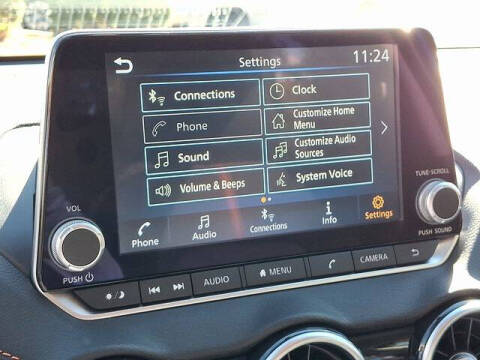 Settings
11:24
Connections
Clock
Phone
Customize Home
Menu
Sound
Customize Audio
Sources
Volume & Beeps
System Voice
Phone
Audio
Connections
Info
Settings
VOL
PUSH
TUNE·SCROLL
PUSH SOUND
AUDIO
MENU
CAMERA